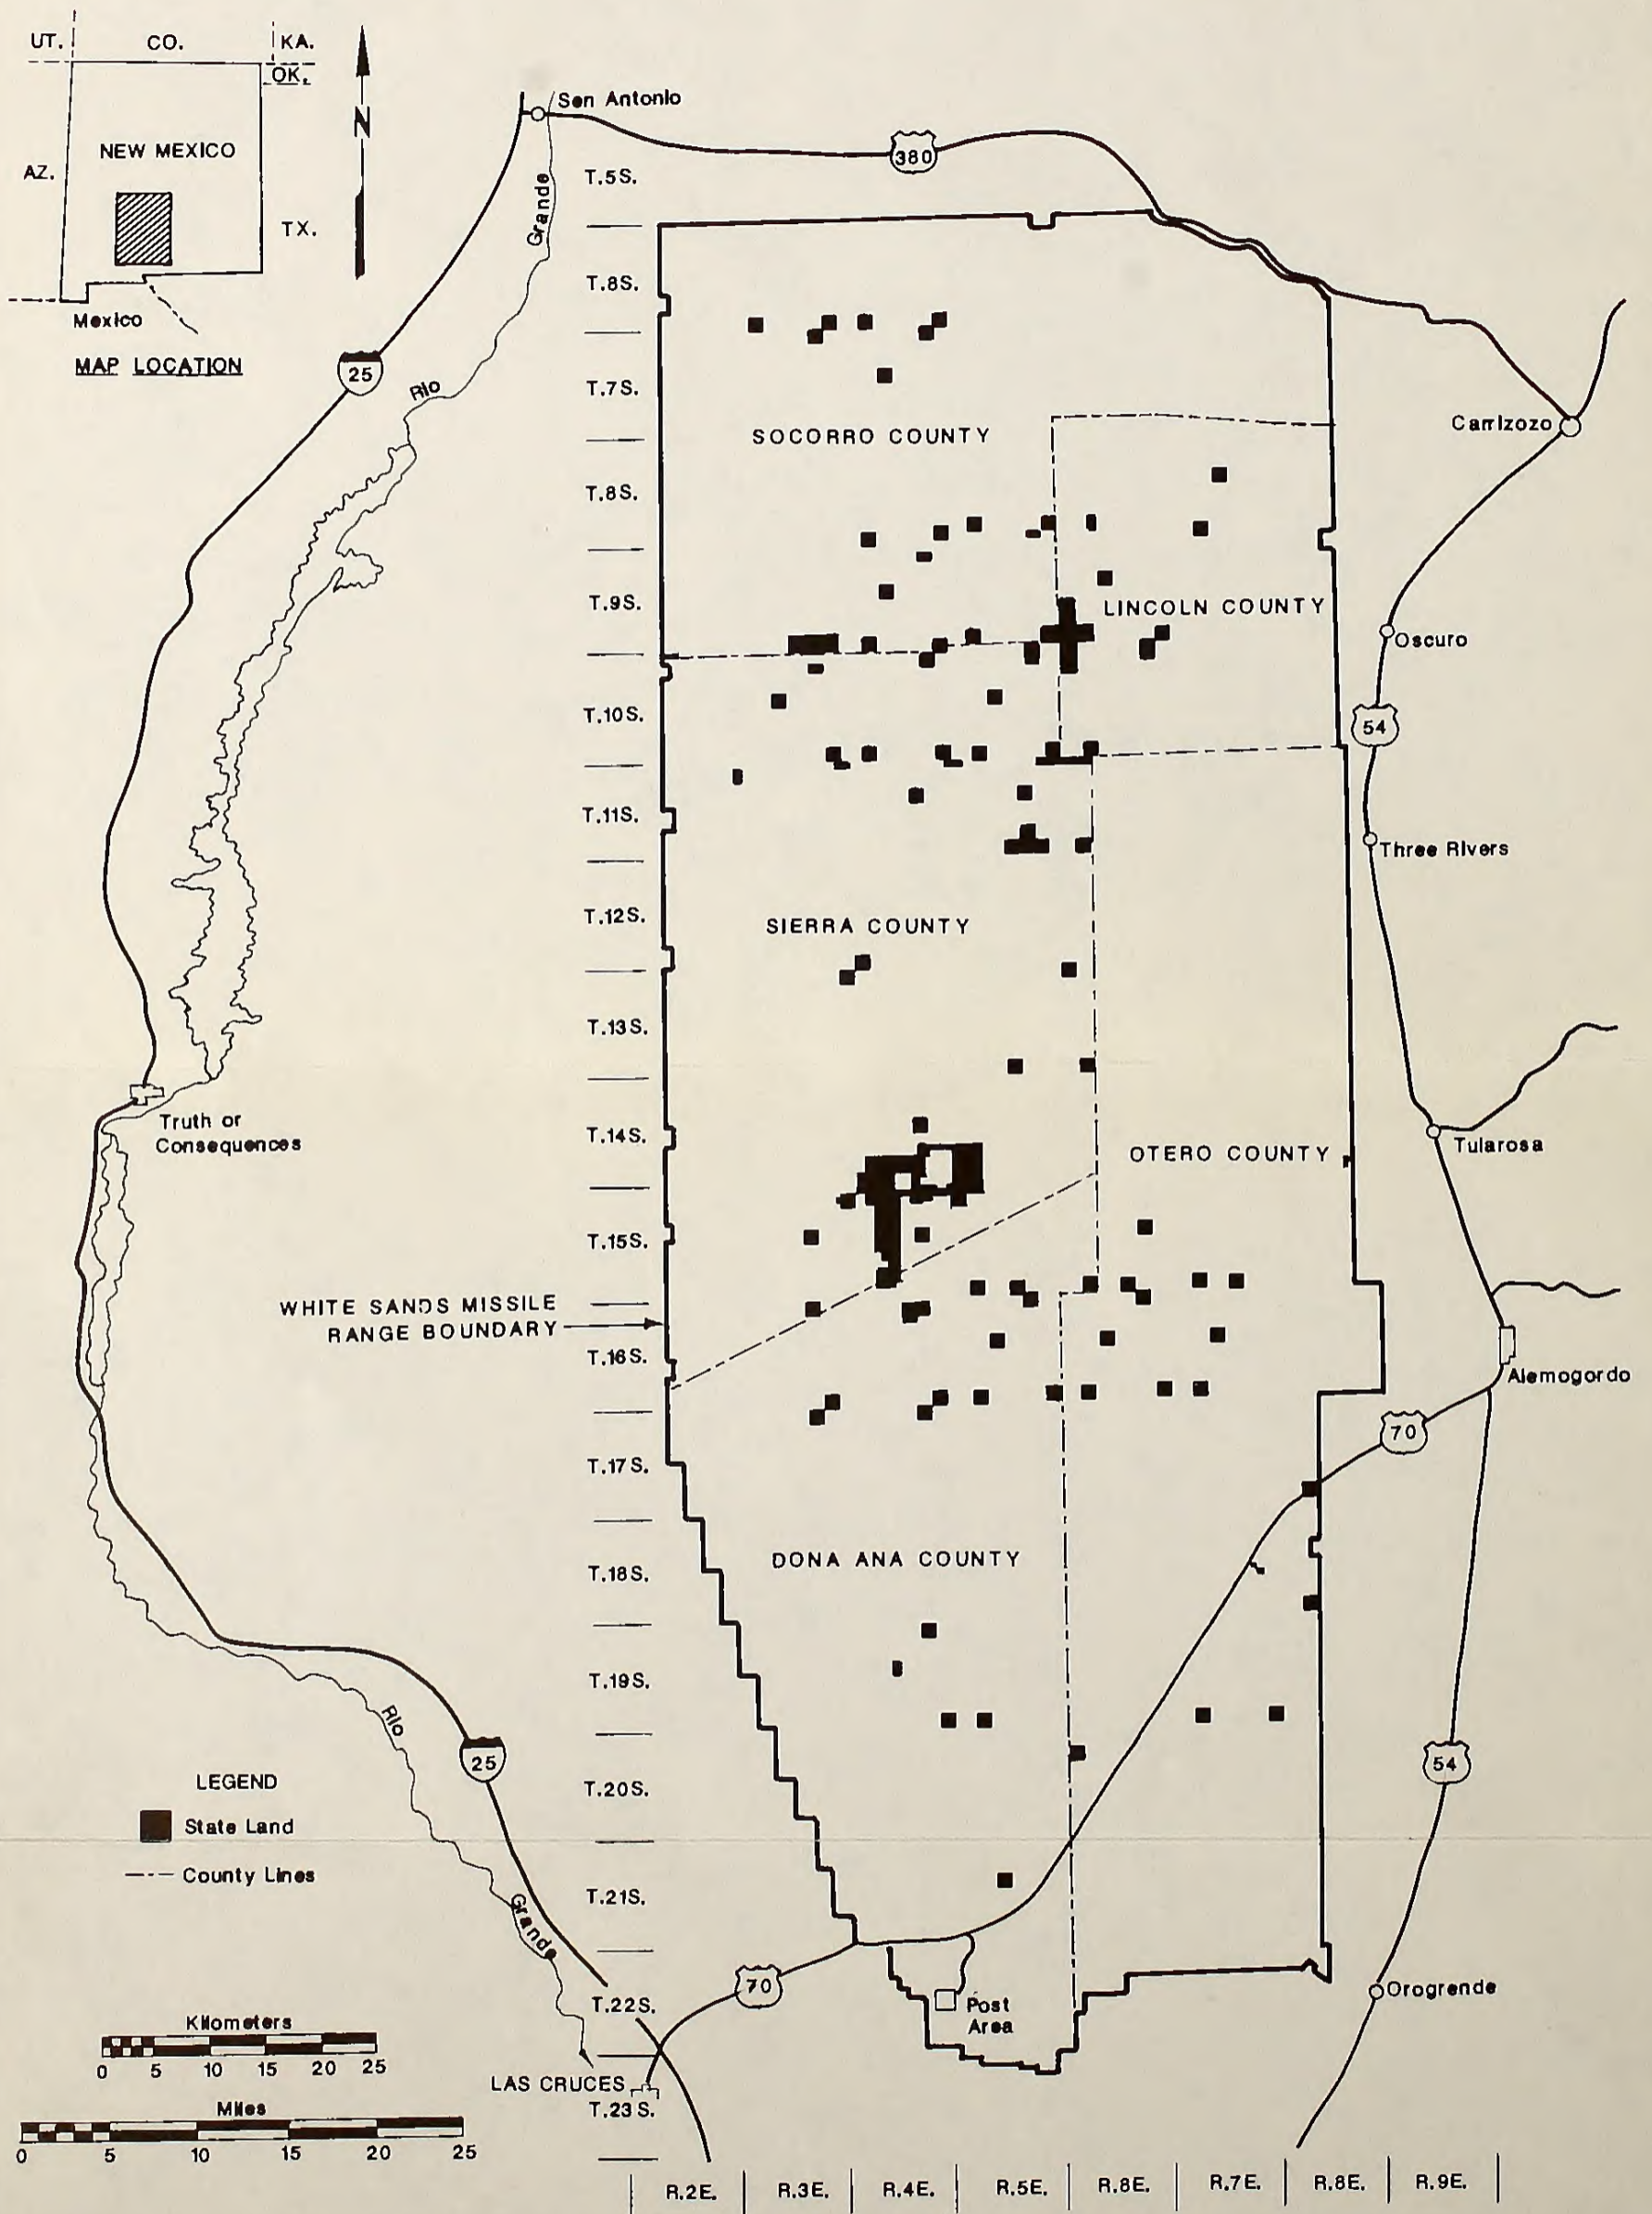 UT.
CO.
KA.
OK.
NEW MEXICO
AZ.
TX.
Mexico
MAP LOCATION
N
San Antonio
380
Grande
Rio
25
T.5S.
T.8S.
T.7S.
T.8S.
T.9S.
T.10S.
T.11S.
T.12S.
T.13S.
T.14S.
T.15S.
T.16S.
T.17S.
T.18S.
T.19S.
T.20S.
T.21S.
T.22S.
T.23S.
SOCORRO COUNTY
LINCOLN COUNTY
SIERRA COUNTY
OTERO COUNTY
DONA ANA COUNTY
Carrizozo
Oscuro
54
Three Rivers
Tularosa
Alemogordo
70
54
Orogrende
Truth or
Consequences
WHITE SANDS MISSILE
RANGE BOUNDARY
Rio
25
Grande
70
Post
Area
LAS CRUCES
LEGEND
State Land
County Lines
Kilometers
0 5 10 15 20 25
Miles
0 5 10 15 20 25
R.2E. R.3E. R.4E. R.5E. R.8E. R.7E. R.8E. R.9E.